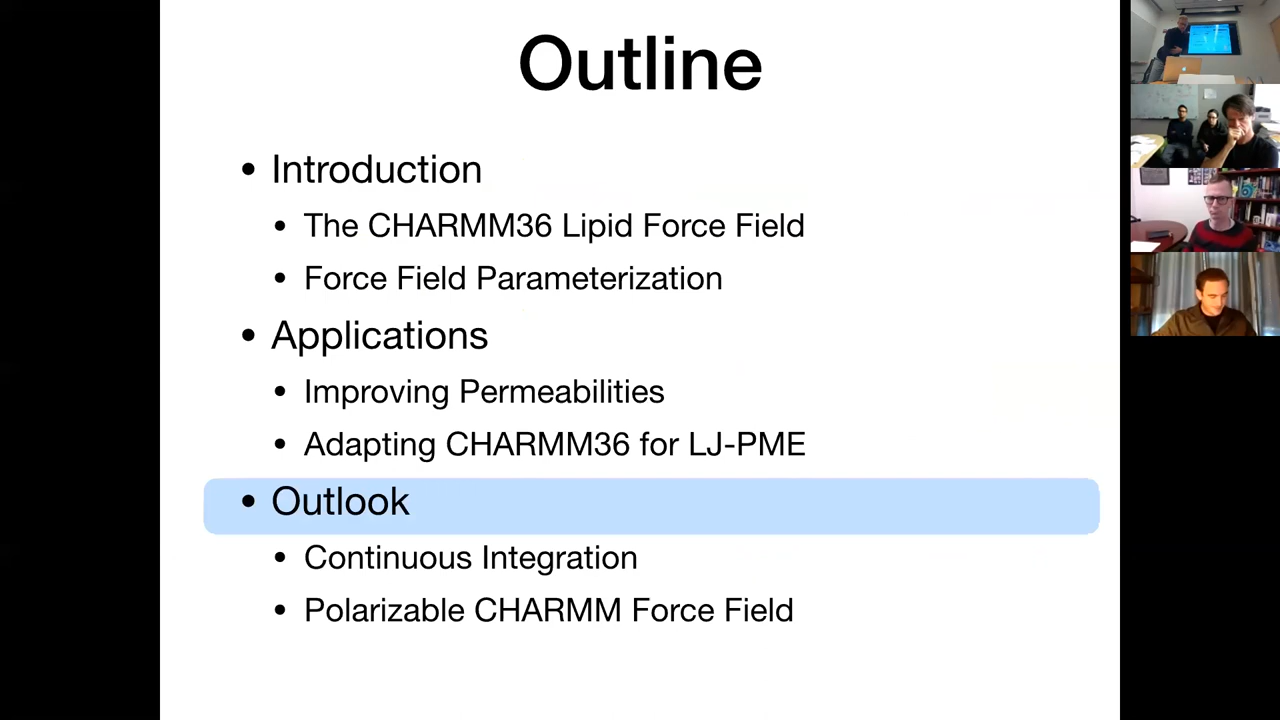 Outline
• Introduction
• The CHARMM36 Lipid Force Field
• Force Field Parameterization
• Applications
• Improving Permeabilities
• Adapting CHARMM36 for LJ-PME
• Outlook
• Continuous Integration
• Polarizable CHARMM Force Field